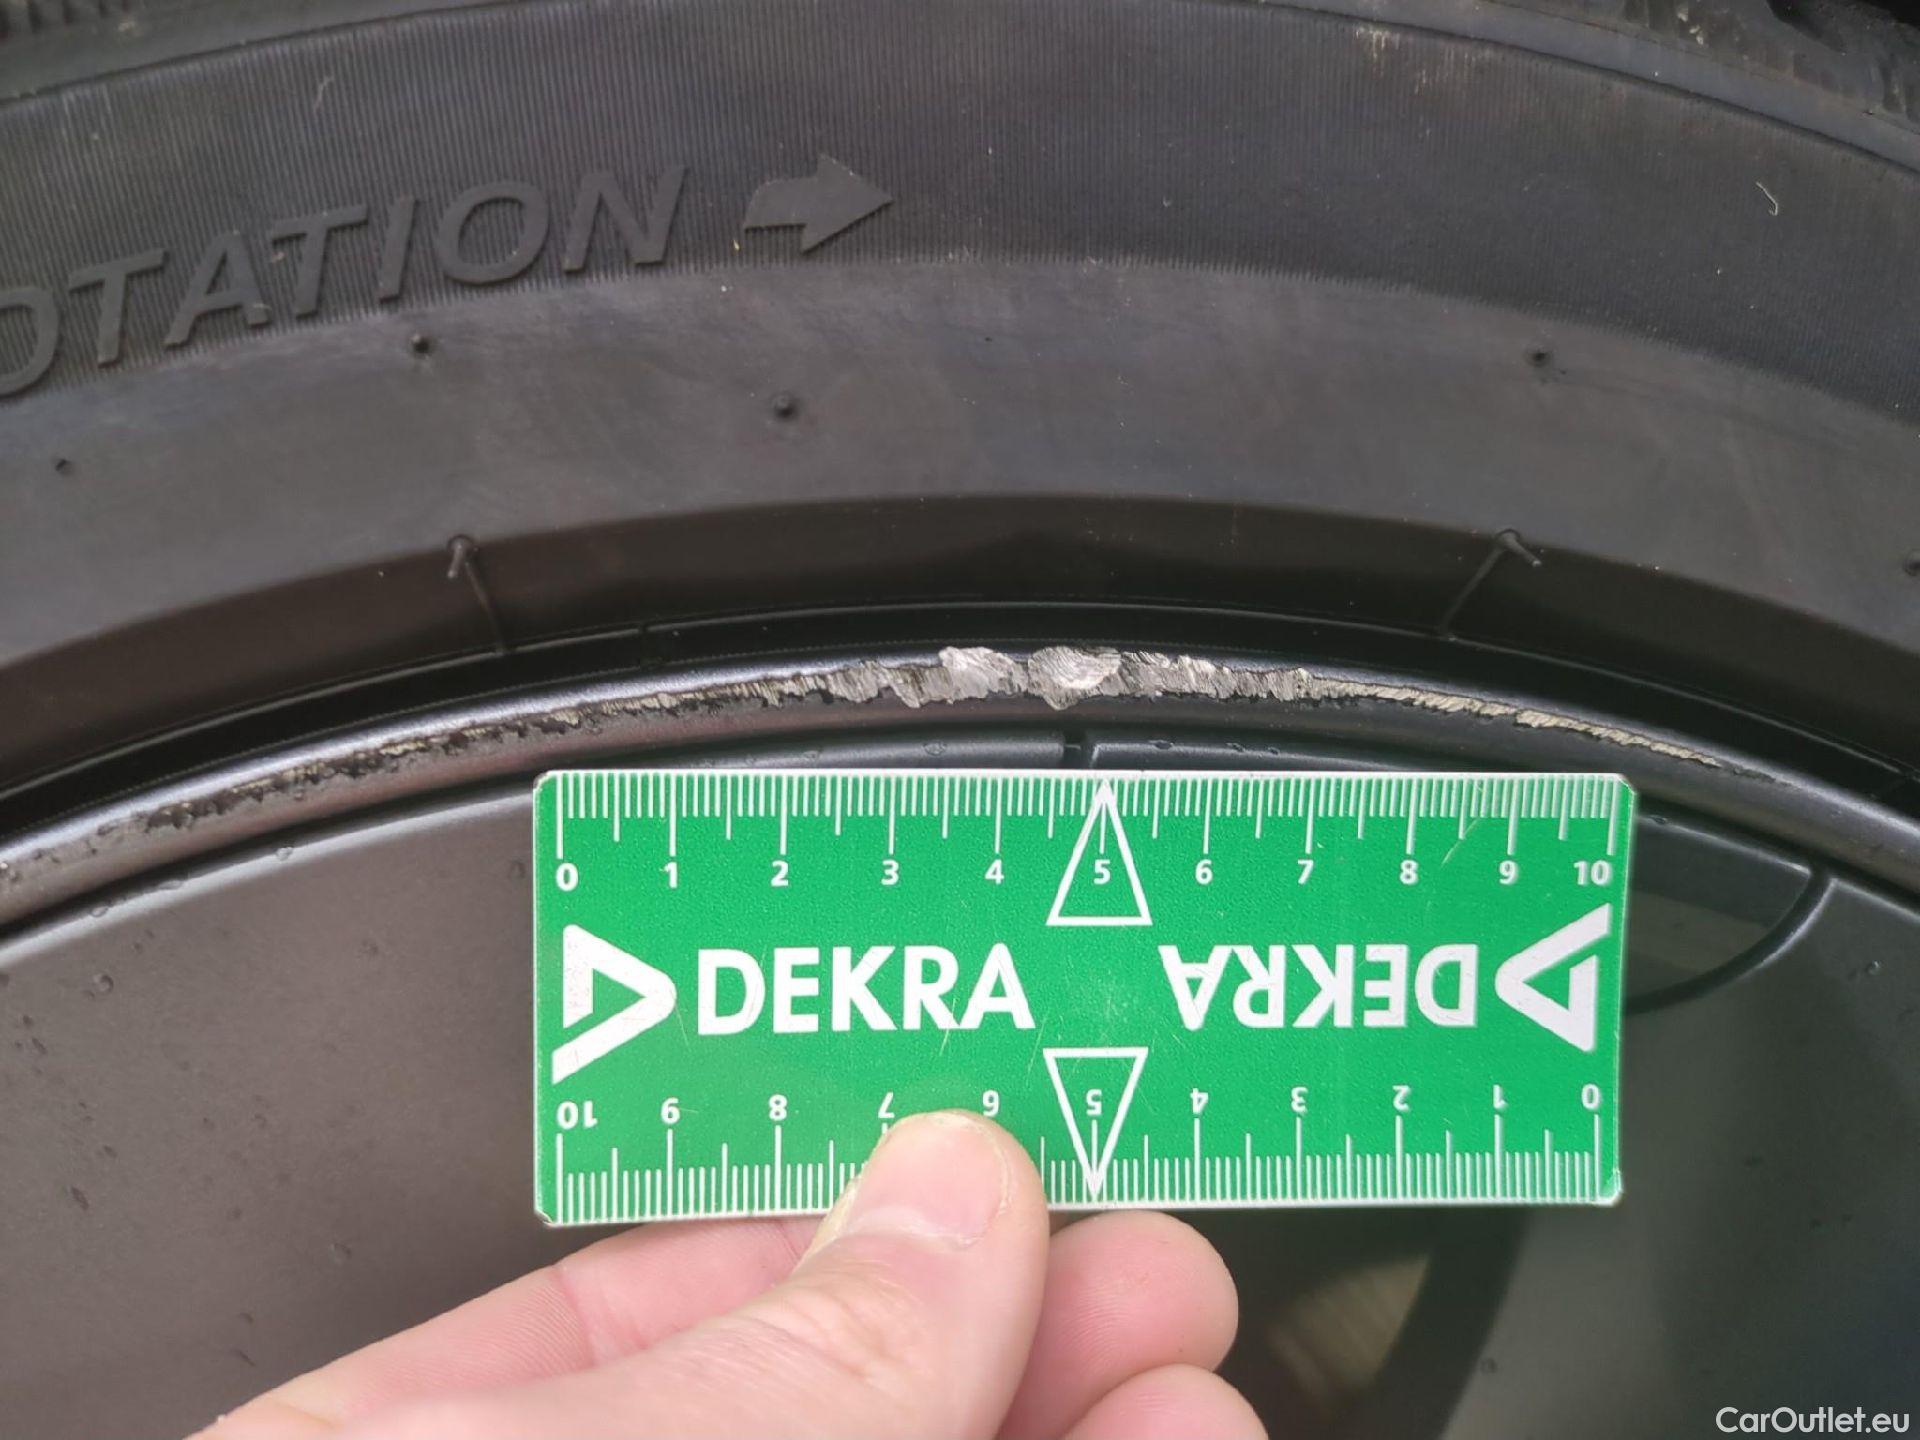 OTATION
0 1 2 3 4 5 6 7 8 9 10
DEKRA DEKRA
10 9 8 7 6 5 4 3 2 1 0
CarOutlet.eu